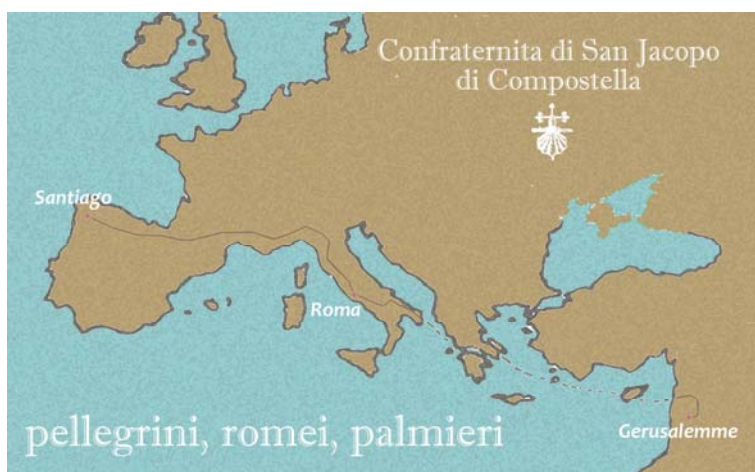 Confraternita di San Jacopo
di Compostella
Santiago
Roma
Gerusalemme
pellegrini, romei, palmieri